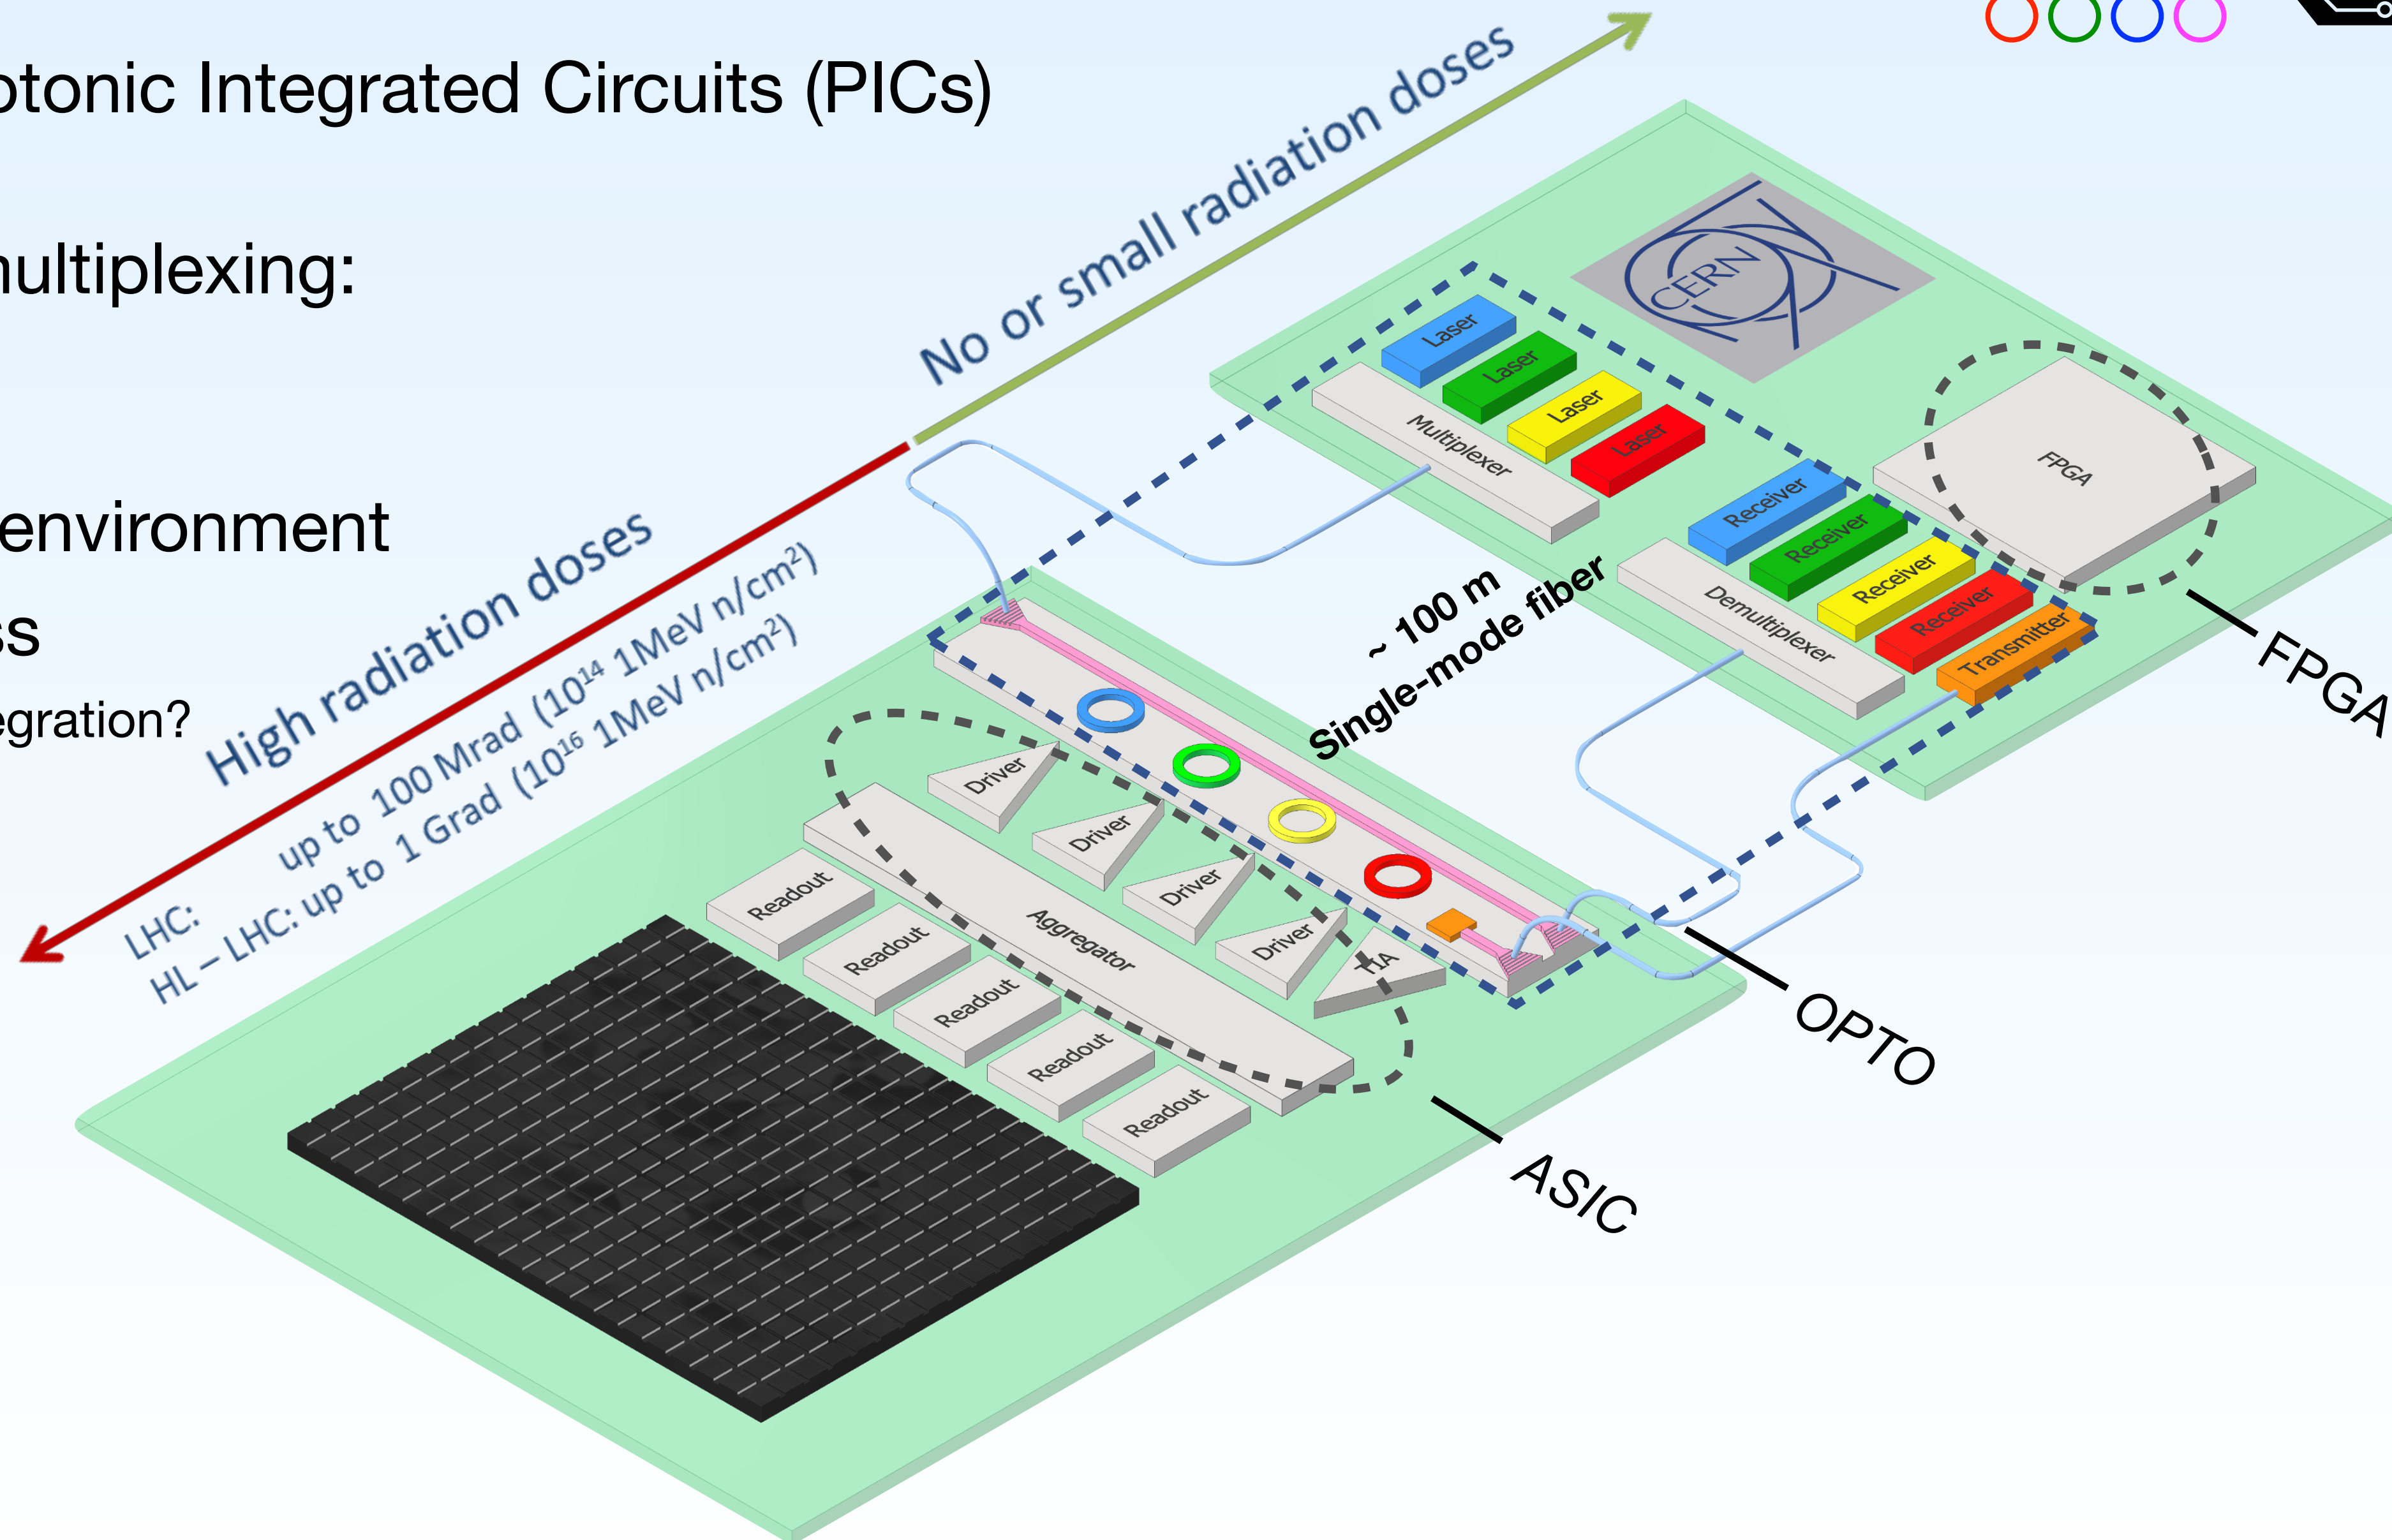 otonic Integrated Circuits (PICs)
nultiplexing:
environment
ss
egration?
No or small radiation doses
High radiation doses
LHC: up to 100 Mrad (10¹⁴ 1MeV n/cm²)
HL – LHC: up to 1 Grad (10¹⁶ 1MeV n/cm²)
CERN
Laser
Laser
Laser
Laser
Multiplexer
FPGA
Receiver
Receiver
Receiver
Receiver
Transmitter
Demultiplexer
~ 100 m
Single-mode fiber
FPGA
Driver
Driver
Driver
Driver
TIA
Aggregator
Readout
Readout
Readout
Readout
Readout
OPTO
ASIC